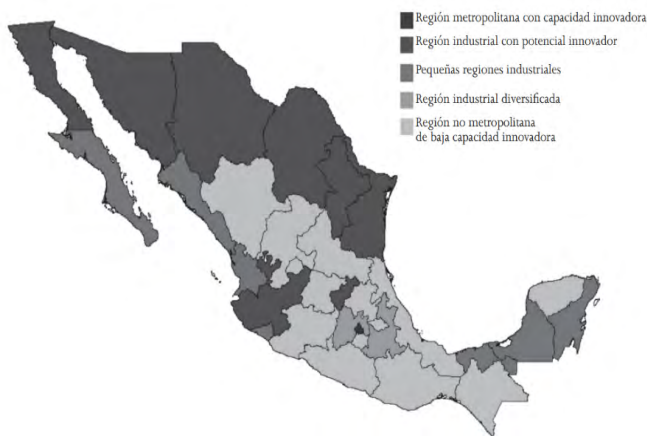 Región metropolitana con capacidad innovadora
Región industrial con potencial innovador
Pequeñas regiones industriales
Región industrial diversificada
Región no metropolitana
de baja capacidad innovadora